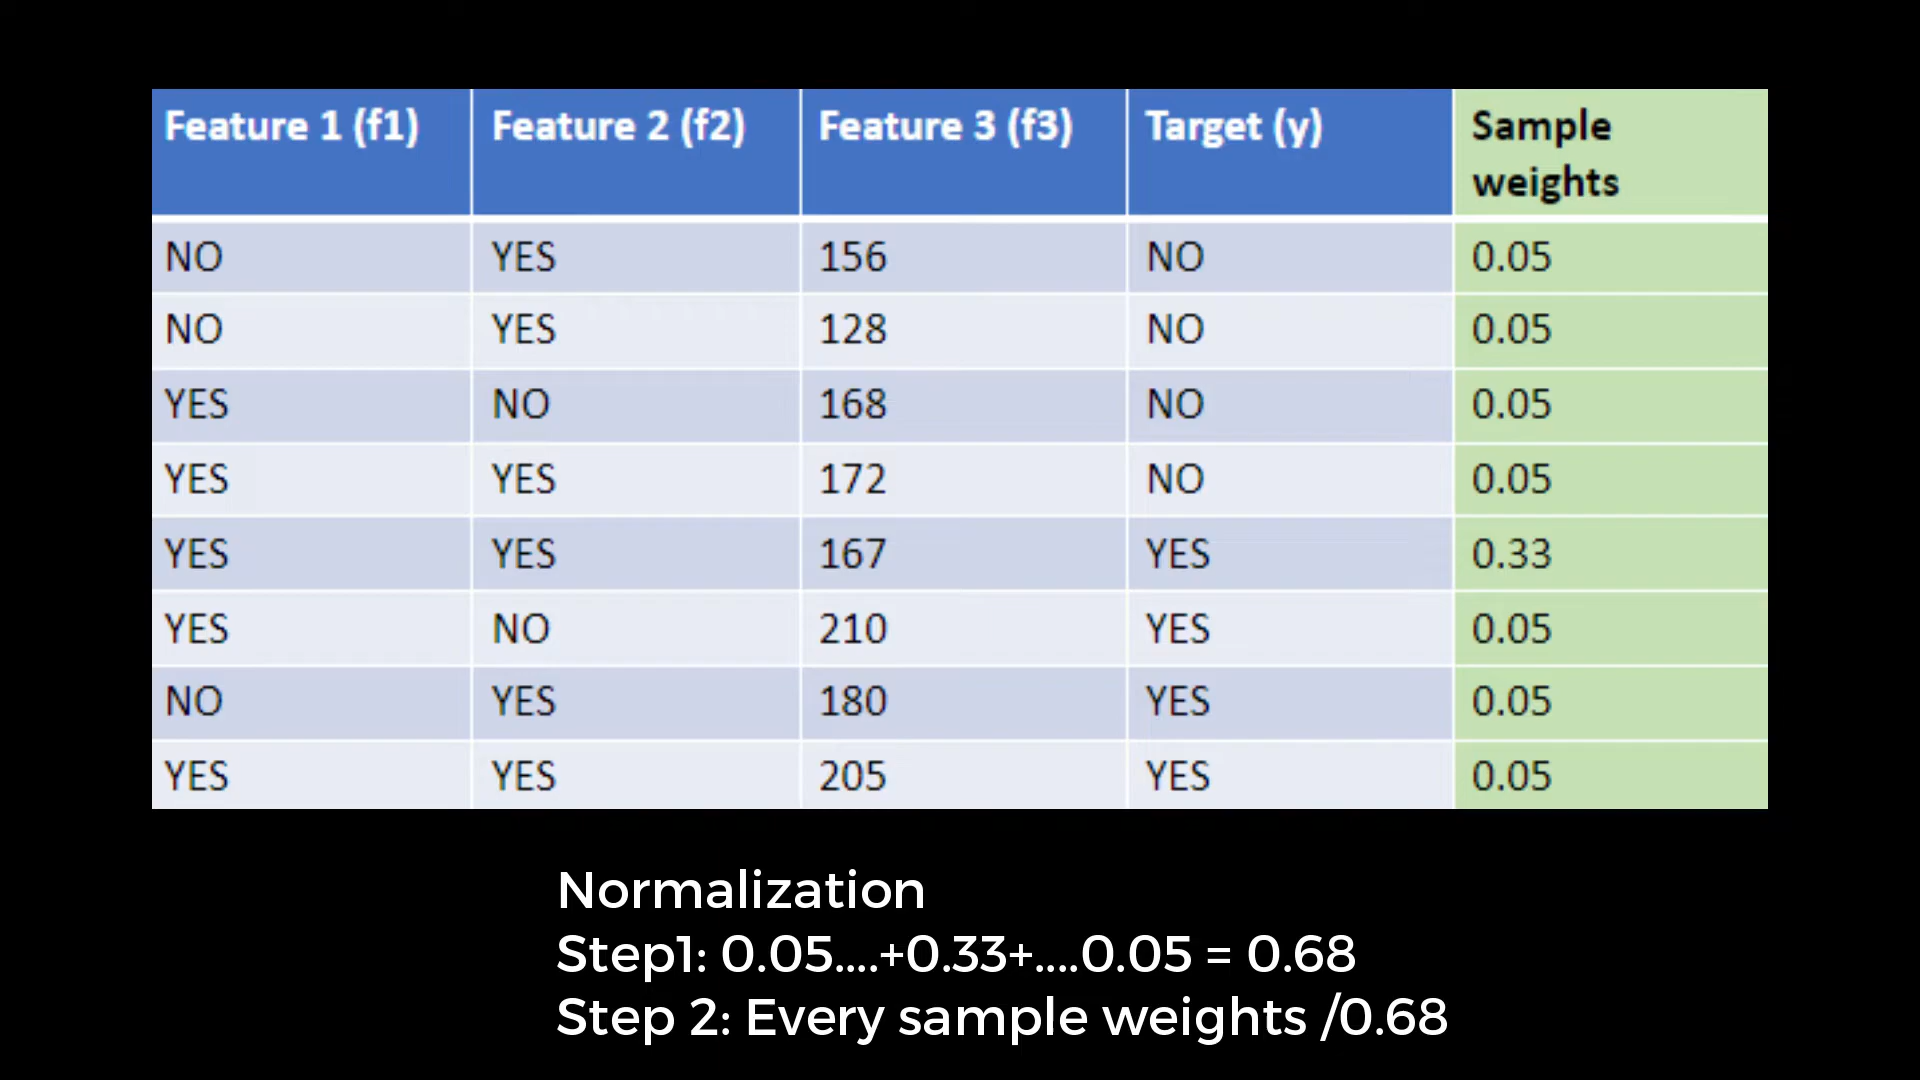 Feature 1 (f1) Feature 2 (f2) Feature 3 (f3) Target (y) Sample
weights
NO YES 156 NO 0.05
NO YES 128 NO 0.05
YES NO 168 NO 0.05
YES YES 172 NO 0.05
YES YES 167 YES 0.33
YES NO 210 YES 0.05
NO YES 180 YES 0.05
YES YES 205 YES 0.05
Normalization
Step1: 0.05....+0.33+....0.05 = 0.68
Step 2: Every sample weights /0.68